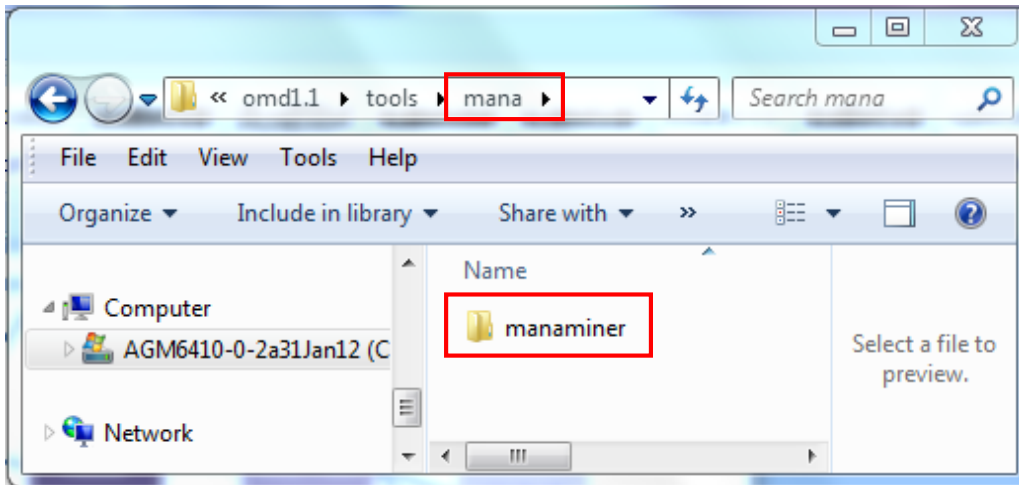 « omd1.1 ▸ tools ▸ mana ▸ Search mana
File Edit View Tools Help
Organize ▾ Include in library ▾ Share with ▾ »
Name
Computer
manaminer
AGM6410-0-2a31Jan12 (C
Select a file to
preview.
Network